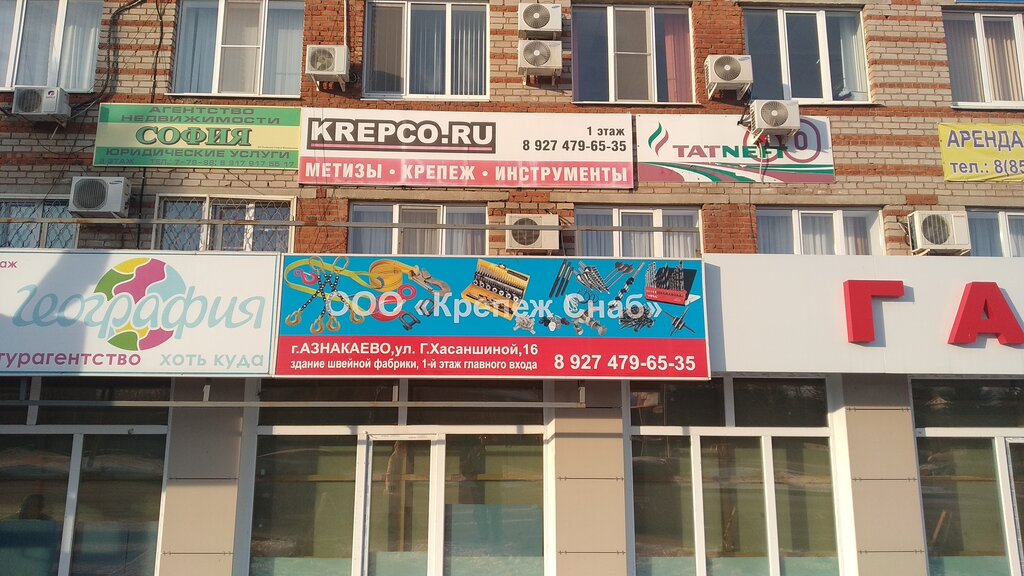 АГЕНТСТВО
НЕДВИЖИМОСТИ
СОФИЯ
ЮРИДИЧЕСКИЕ УСЛУГИ
KREPCO.RU
1 этаж
8 927 479-65-35
МЕТИЗЫ • КРЕПЕЖ • ИНСТРУМЕНТЫ
TATNEFT
АРЕНДА
тел.: 8(85
География
турагентство хоть куда
ООО «Крепеж Снаб»
г.АЗНАКАЕВО,ул. Г.Хасаншиной,16
здание швейной фабрики, 1-й этаж главного входа
8 927 479-65-35
ГА